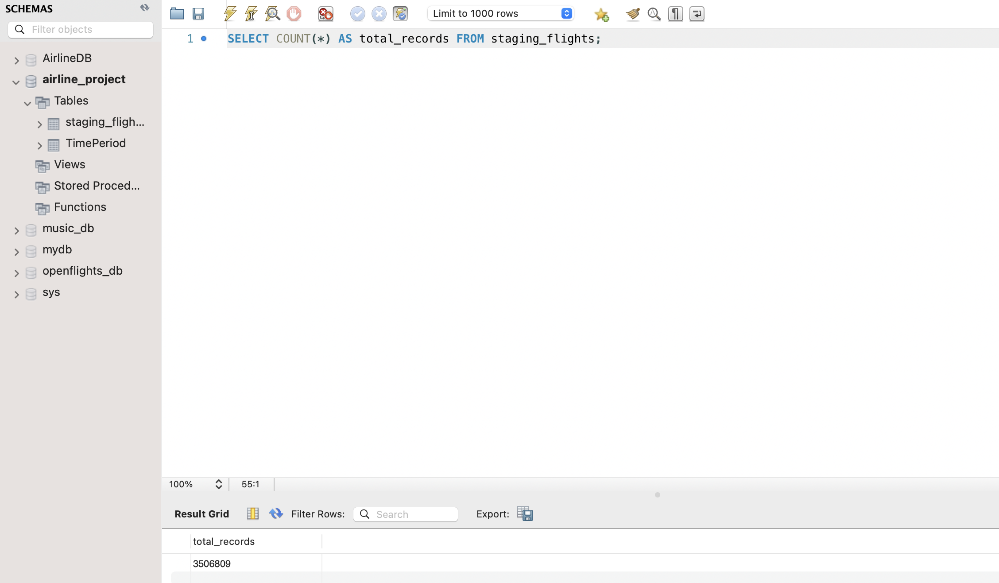 SCHEMAS
Filter objects
AirlineDB
airline_project
Tables
staging_fligh...
TimePeriod
Views
Stored Proced...
Functions
music_db
mydb
openflights_db
sys
Limit to 1000 rows
1 SELECT COUNT(*) AS total_records FROM staging_flights;
100% 55:1
Result Grid Filter Rows: Search Export:
total_records
3506809